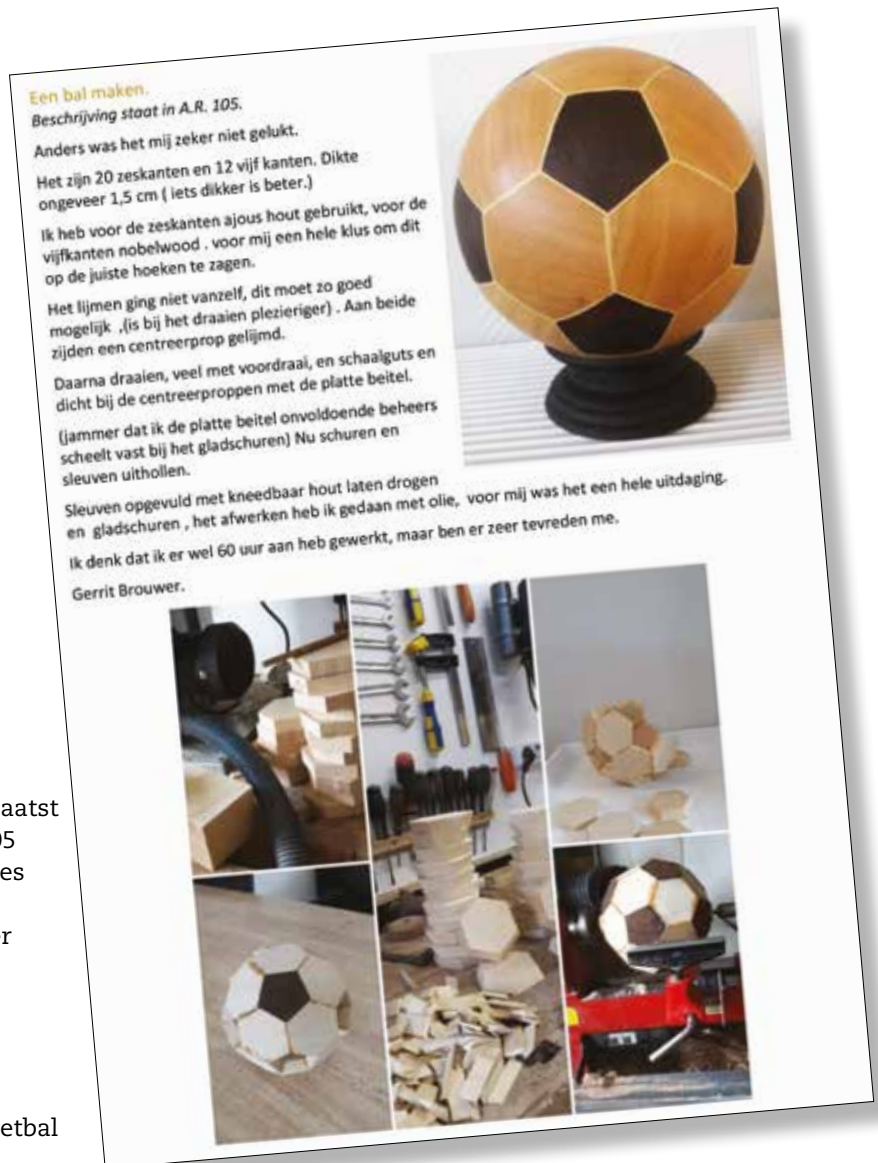 Een bal maken.
Beschrijving staat in A.R. 105.
Anders was het mij zeker niet gelukt.
Het zijn 20 zeskanten en 12 vijf kanten. Dikte
ongeveer 1,5 cm ( iets dikker is beter.)
Ik heb voor de zeskanten ajous hout gebruikt, voor de
vijfkanten nobelwood . voor mij een hele klus om dit
op de juiste hoeken te zagen.
Het lijmen ging niet vanzelf, dit moet zo goed
mogelijk ,(is bij het draaien plezieriger) . Aan beide
zijden een centreerprop gelijmd.
Daarna draaien, veel met voordraai, en schaalguts en
dicht bij de centreerproppen met de platte beitel.
(jammer dat ik de platte beitel onvoldoende beheers
scheelt vast bij het gladschuren) Nu schuren en
sleuven uithollen.
Sleuven opgevuld met kneedbaar hout laten drogen
en gladschuren , het afwerken heb ik gedaan met olie, voor mij was het een hele uitdaging.
Ik denk dat ik er wel 60 uur aan heb gewerkt, maar ben er zeer tevreden me.
Gerrit Brouwer.
aatst
05
es
er
etbal